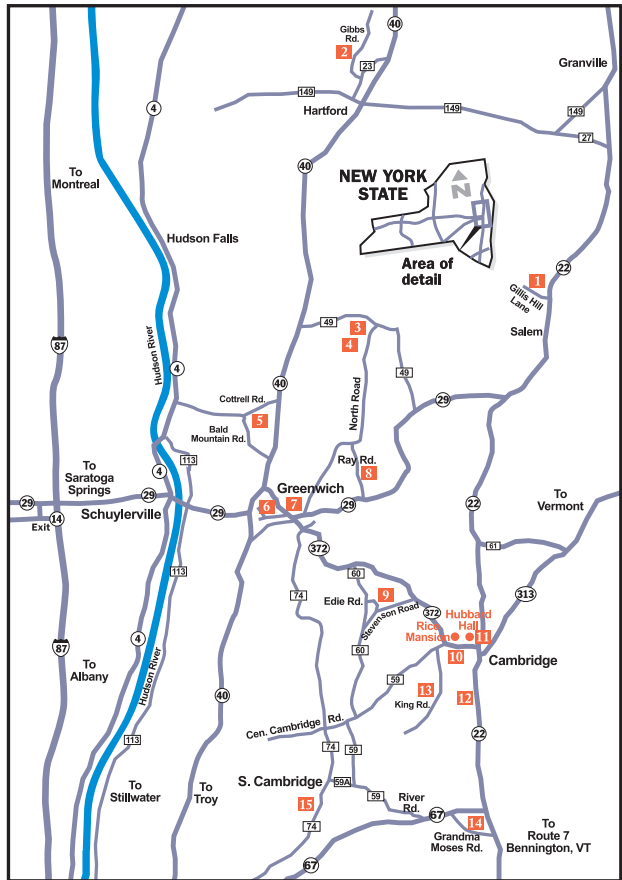 Gibbs
Rd.
40
2
23
Granville
149
Hartford
149
149
27
4
40
To
Montreal
NEW YORK
STATE
N
Area of
detail
Hudson Falls
22
1
Gillis Hill
Lane
Salem
87
Hudson River
4
49
3
4
40
North Road
49
29
Cottrell Rd.
5
Bald
Mountain Rd.
113
4
To
Saratoga
Springs
Ray Rd.
8
Greenwich
29
29
29
6
7
29
22
To
Vermont
14
Exit
Schuylerville
372
61
113
74
60
9
313
Edie Rd.
Stevenson Road
372
Hubbard
Hall
Rice
Mansion
11
4
87
To
Albany
Hudson River
60
10
Cambridge
59
13
King Rd.
12
40
Cen. Cambridge Rd.
22
113
74
59
To
Stillwater
To
Troy
S. Cambridge
59A
59
15
River
Rd.
67
14
74
Grandma
Moses Rd.
To
Route 7
Bennington, VT
67